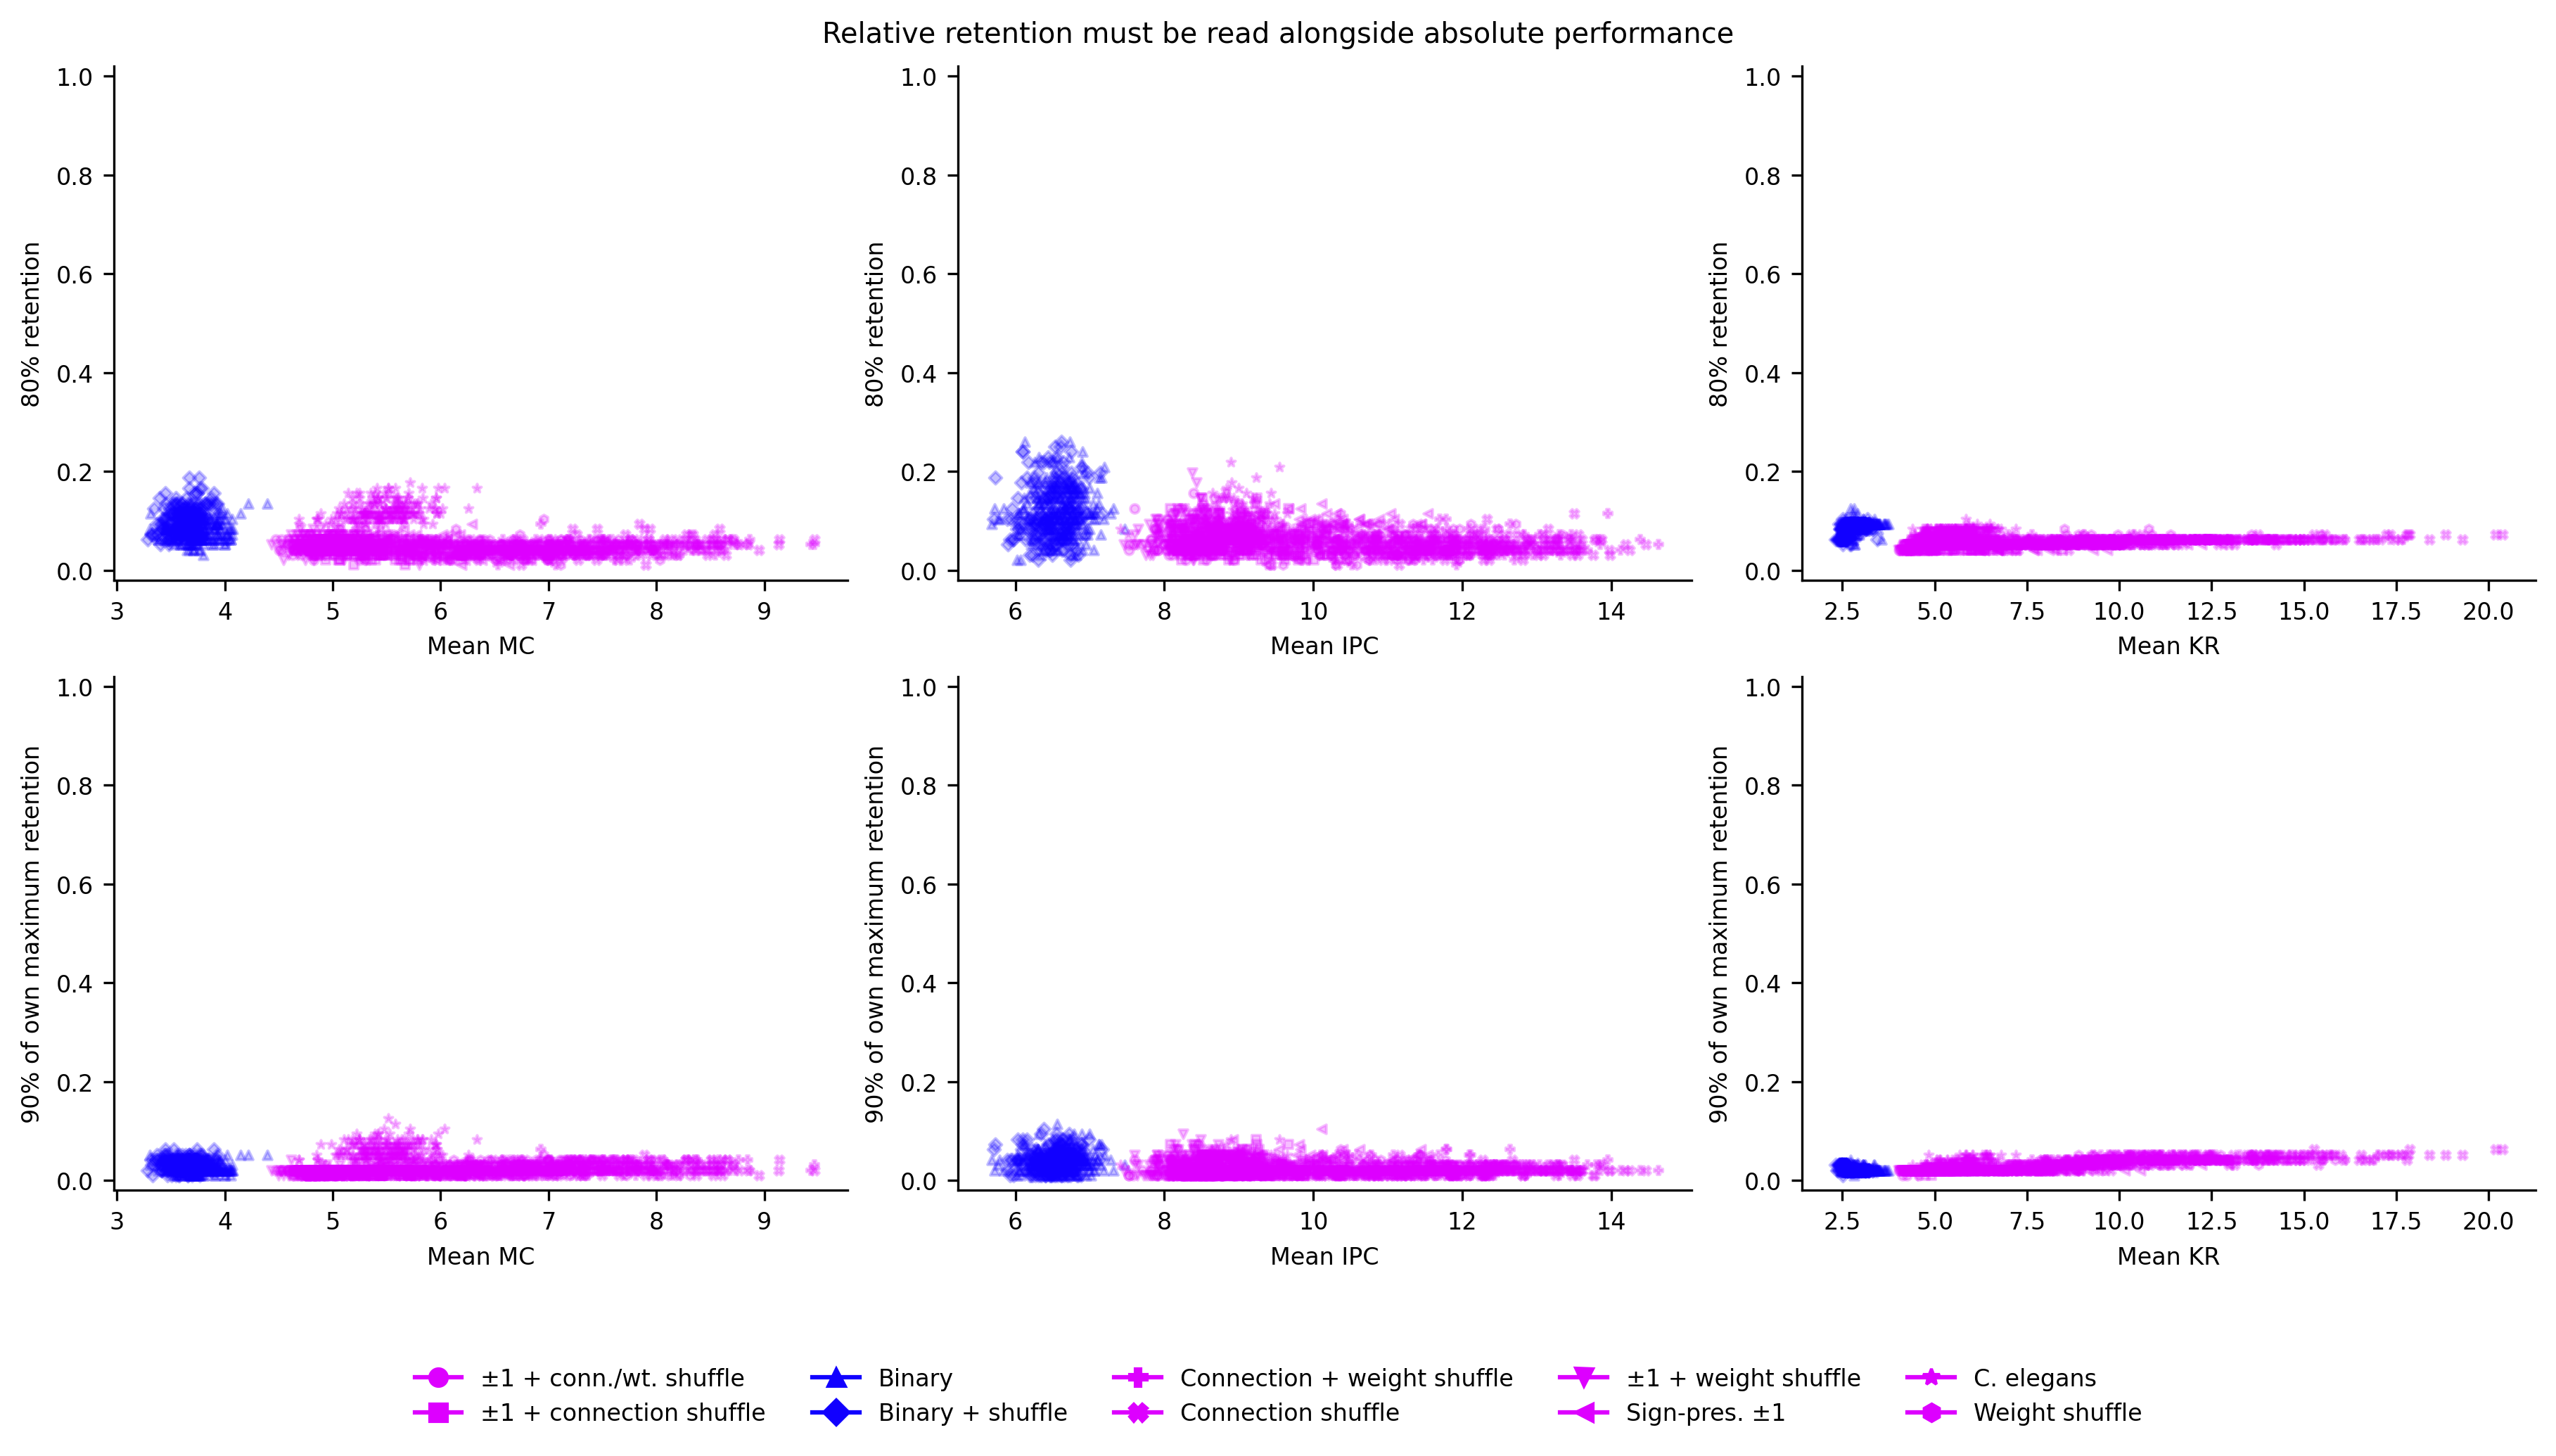 Relative retention must be read alongside absolute performance
1.0
0.8
0.6
0.4
0.2
0.0
80% retention
3 4 5 6 7 8 9
Mean MC
1.0
0.8
0.6
0.4
0.2
0.0
80% retention
6 8 10 12 14
Mean IPC
1.0
0.8
0.6
0.4
0.2
0.0
80% retention
2.5 5.0 7.5 10.0 12.5 15.0 17.5 20.0
Mean KR
1.0
0.8
0.6
0.4
0.2
0.0
90% of own maximum retention
3 4 5 6 7 8 9
Mean MC
1.0
0.8
0.6
0.4
0.2
0.0
90% of own maximum retention
6 8 10 12 14
Mean IPC
1.0
0.8
0.6
0.4
0.2
0.0
90% of own maximum retention
2.5 5.0 7.5 10.0 12.5 15.0 17.5 20.0
Mean KR
±1 + conn./wt. shuffle
±1 + connection shuffle
Binary
Binary + shuffle
Connection + weight shuffle
Connection shuffle
±1 + weight shuffle
Sign-pres. ±1
C. elegans
Weight shuffle